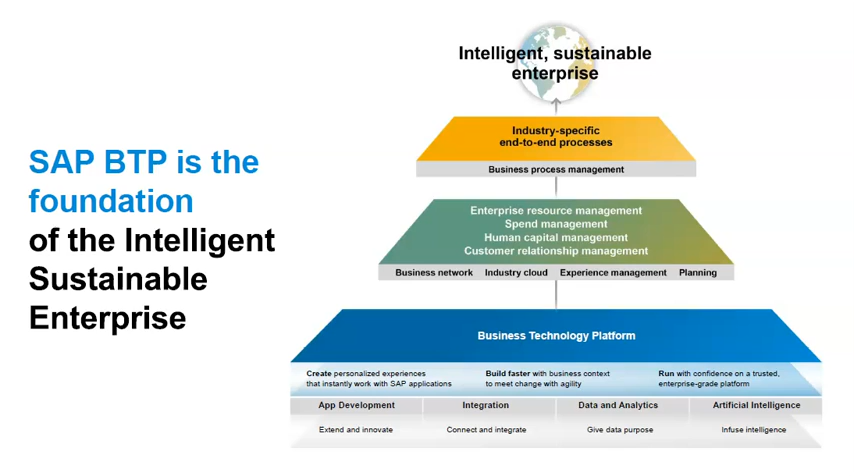 SAP BTP is the
foundation
of the Intelligent
Sustainable
Enterprise
Intelligent, sustainable
enterprise
Industry-specific
end-to-end processes
Business process management
Enterprise resource management
Spend management
Human capital management
Customer relationship management
Business network Industry cloud Experience management Planning
Business Technology Platform
Create personalized experiences
that instantly work with SAP applications
Build faster with business context
to meet change with agility
Run with confidence on a trusted,
enterprise-grade platform
App Development Integration Data and Analytics Artificial Intelligence
Extend and innovate Connect and integrate Give data purpose Infuse intelligence